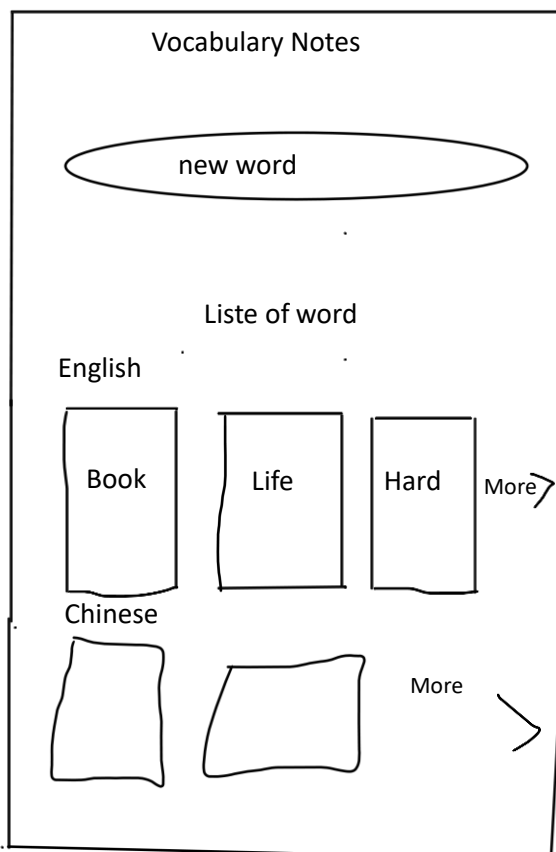 Vocabulary Notes
new word
Liste of word
English
Book Life Hard More
Chinese
More